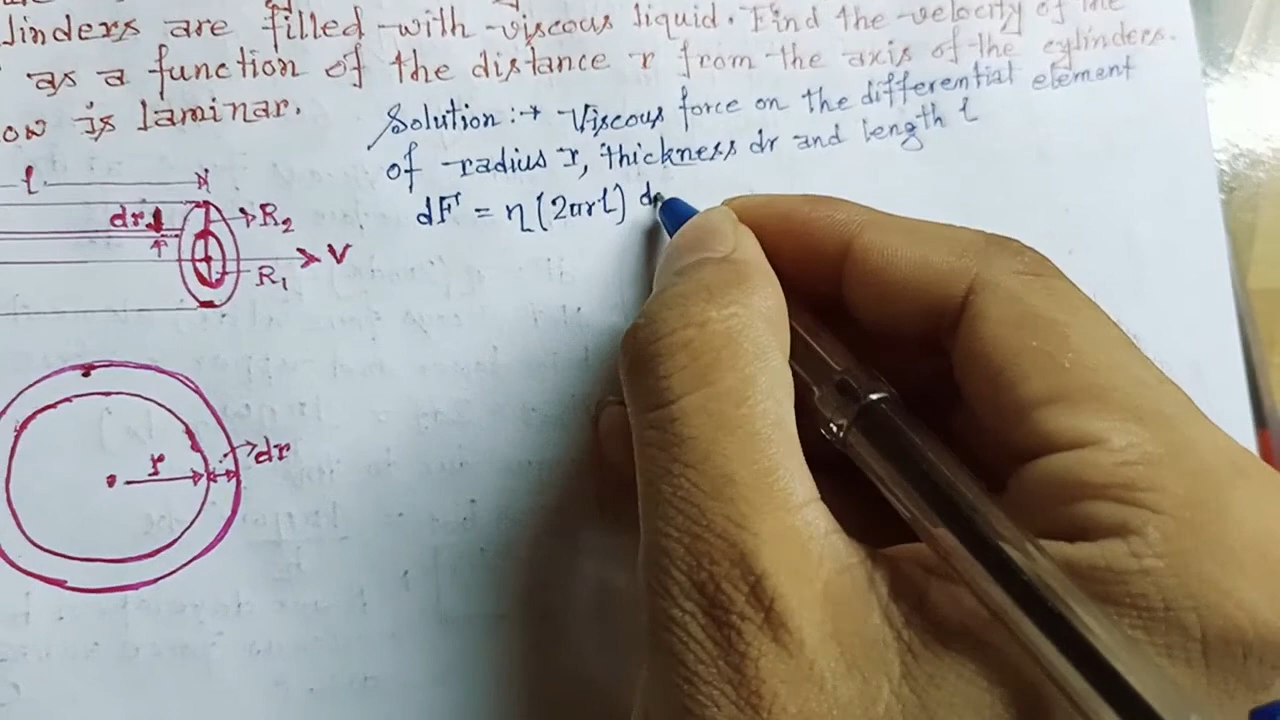 linders are filled with viscous liquid. Find the velocity of the
as a function of the distance r from the axis of the cylinders.
ow is laminar.
Solution :→ Viscous force on the differential element
of radius r, thickness dr and length l
dF = η (2πrl) d
l
dr
R2
V
R1
r
dr